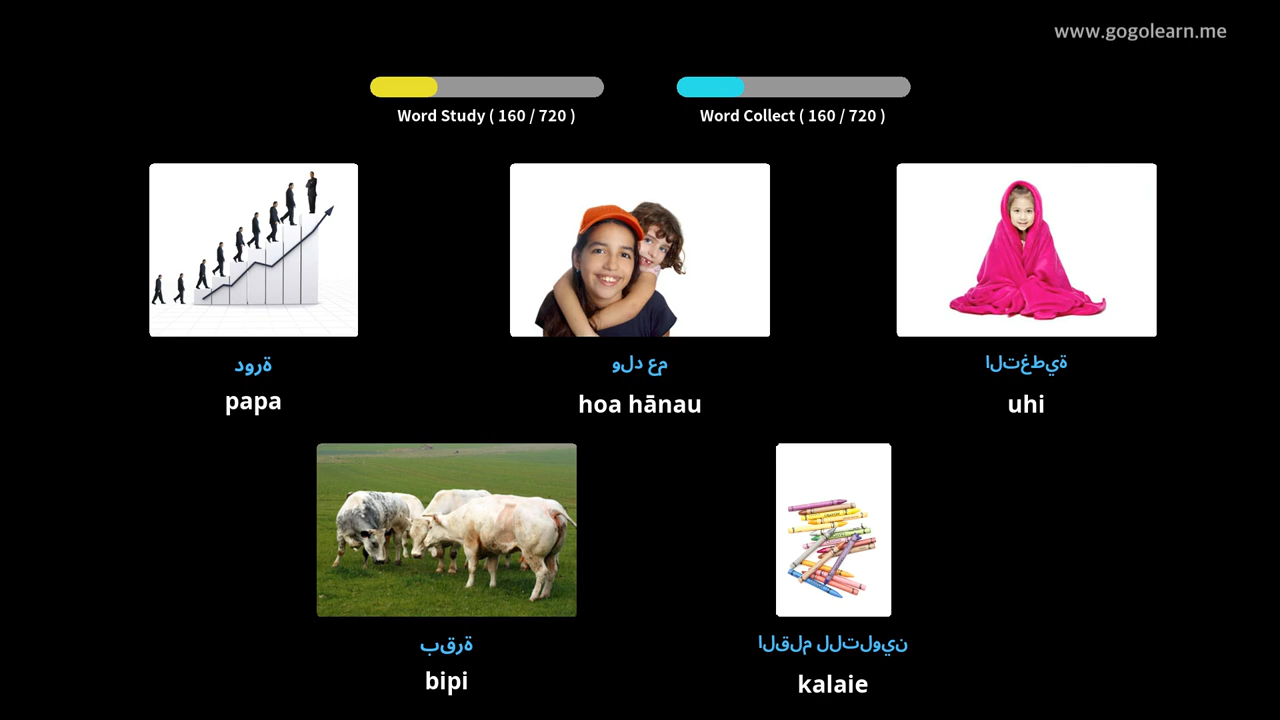 www.gogolearn.me
Word Study ( 160 / 720 )
Word Collect ( 160 / 720 )
دورة
papa
ولد عم
hoa hānau
التغطية
uhi
بقرة
bipi
القلم للتلوين
kalaie